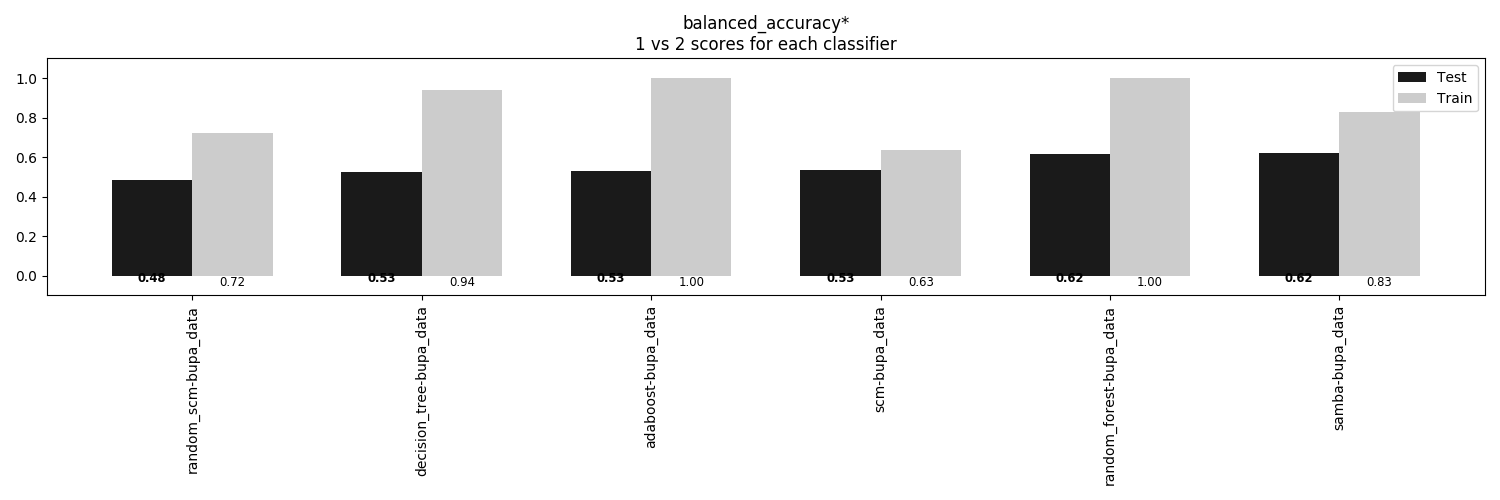 balanced_accuracy*
1 vs 2 scores for each classifier
Test
Train
1.0
0.8
0.6
0.4
0.2
0.0
0.48 0.72 0.53 0.94 0.53 1.00 0.53 0.63 0.62 1.00 0.62 0.83
random_scm-bupa_data
decision_tree-bupa_data
adaboost-bupa_data
scm-bupa_data
random_forest-bupa_data
samba-bupa_data